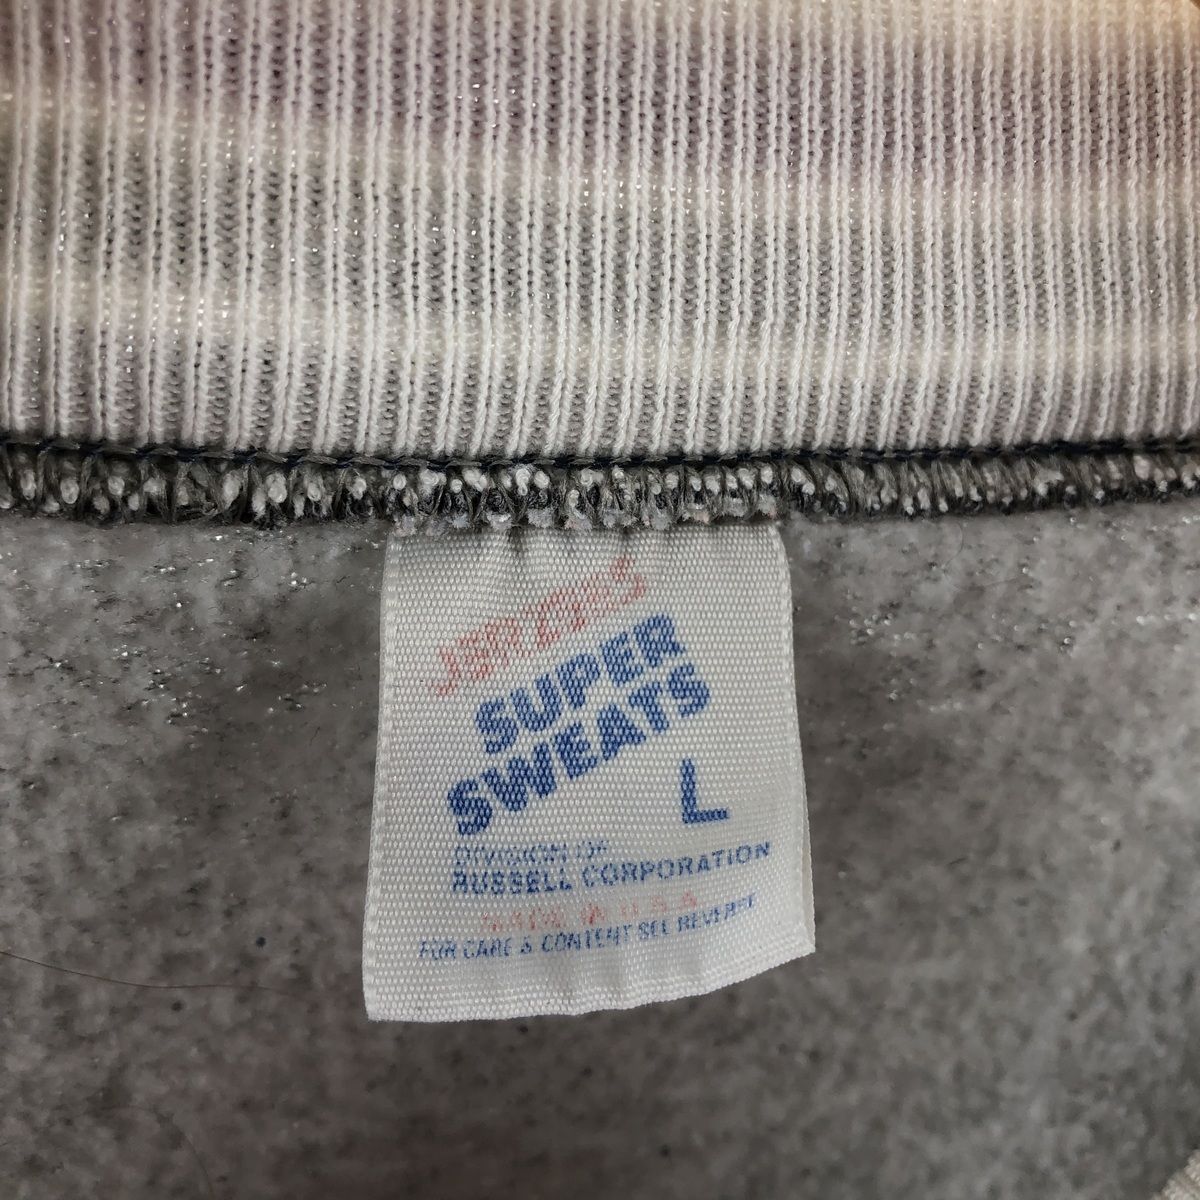 JERZEES
SUPER
SWEATS
L
DIVISION OF
RUSSELL CORPORATION
MADE IN U.S.A.
FOR CARE & CONTENT SEE REVERSE